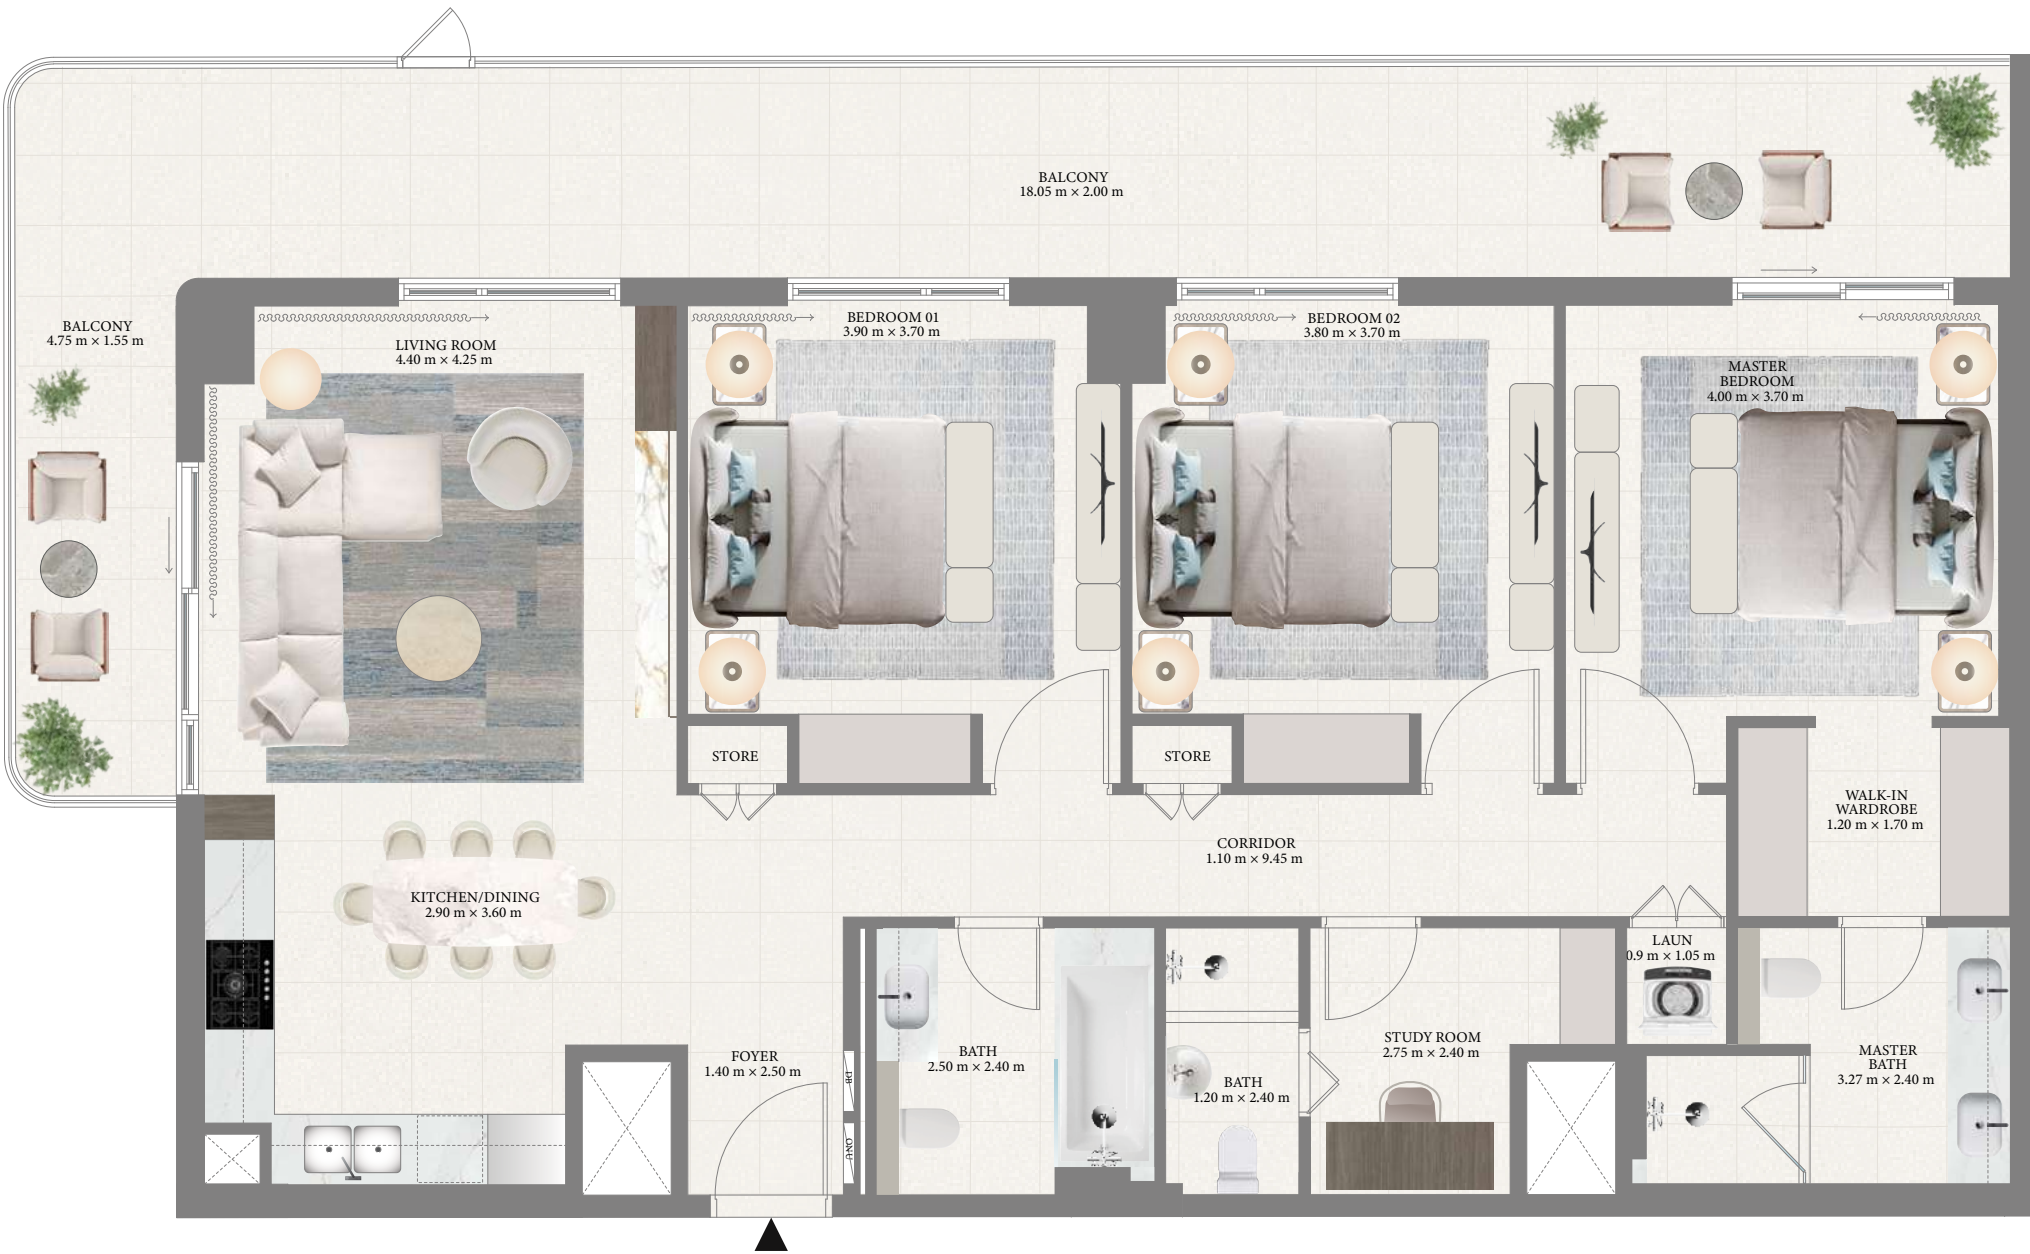 BALCONY
18.05 m × 2.00 m
BALCONY
4.75 m × 1.55 m
LIVING ROOM
4.40 m × 4.25 m
BEDROOM 01
3.90 m × 3.70 m
BEDROOM 02
3.80 m × 3.70 m
MASTER
BEDROOM
4.00 m × 3.70 m
STORE
STORE
WALK-IN
WARDROBE
1.20 m × 1.70 m
CORRIDOR
1.10 m × 9.45 m
KITCHEN/DINING
2.90 m × 3.60 m
LAUN
0.9 m × 1.05 m
FOYER
1.40 m × 2.50 m
DB
ONU
BATH
2.50 m × 2.40 m
BATH
1.20 m × 2.40 m
STUDY ROOM
2.75 m × 2.40 m
MASTER
BATH
3.27 m × 2.40 m